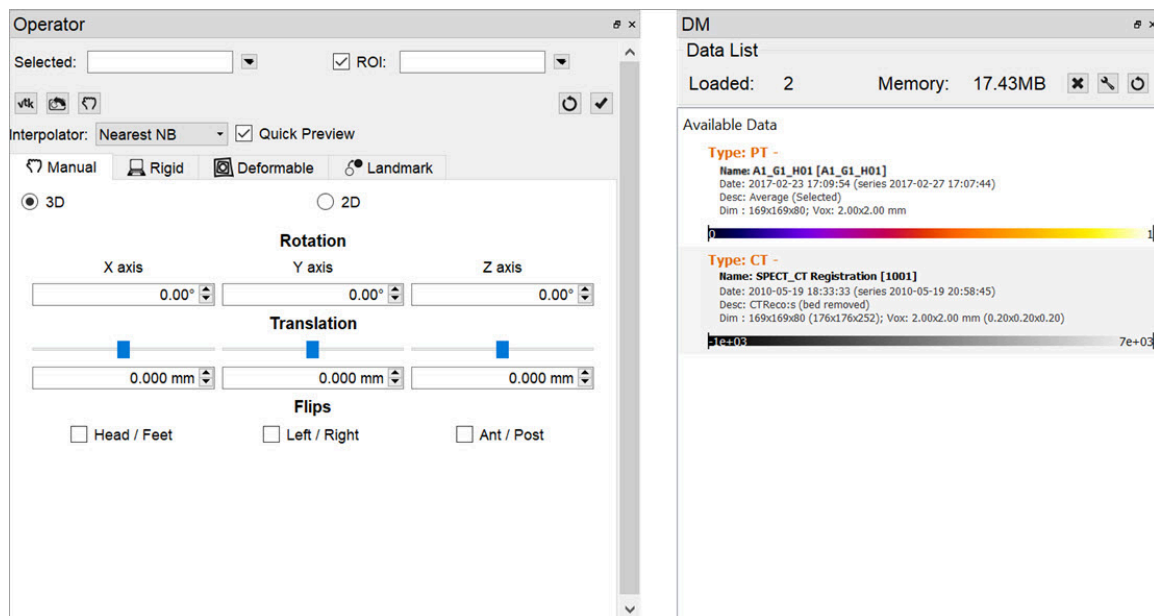 Operator
Selected:
ROI:
vtk
Interpolator: Nearest NB Quick Preview
Manual Rigid Deformable Landmark
3D 2D
Rotation
X axis Y axis Z axis
0.00° 0.00° 0.00°
Translation
0.000 mm 0.000 mm 0.000 mm
Flips
Head / Feet Left / Right Ant / Post
DM
Data List
Loaded: 2 Memory: 17.43MB
Available Data
Type: PT -
Name: A1_G1_H01 [A1_G1_H01]
Date: 2017-02-23 17:09:54 (series 2017-02-27 17:07:44)
Desc: Average (Selected)
Dim : 169x169x80; Vox: 2.00x2.00 mm
0 1
Type: CT -
Name: SPECT_CT Registration [1001]
Date: 2010-05-19 18:33:33 (series 2010-05-19 20:58:45)
Desc: CTReco:s (bed removed)
Dim : 169x169x80 (176x176x252); Vox: 2.00x2.00 mm (0.20x0.20x0.20)
-1e+03 7e+03